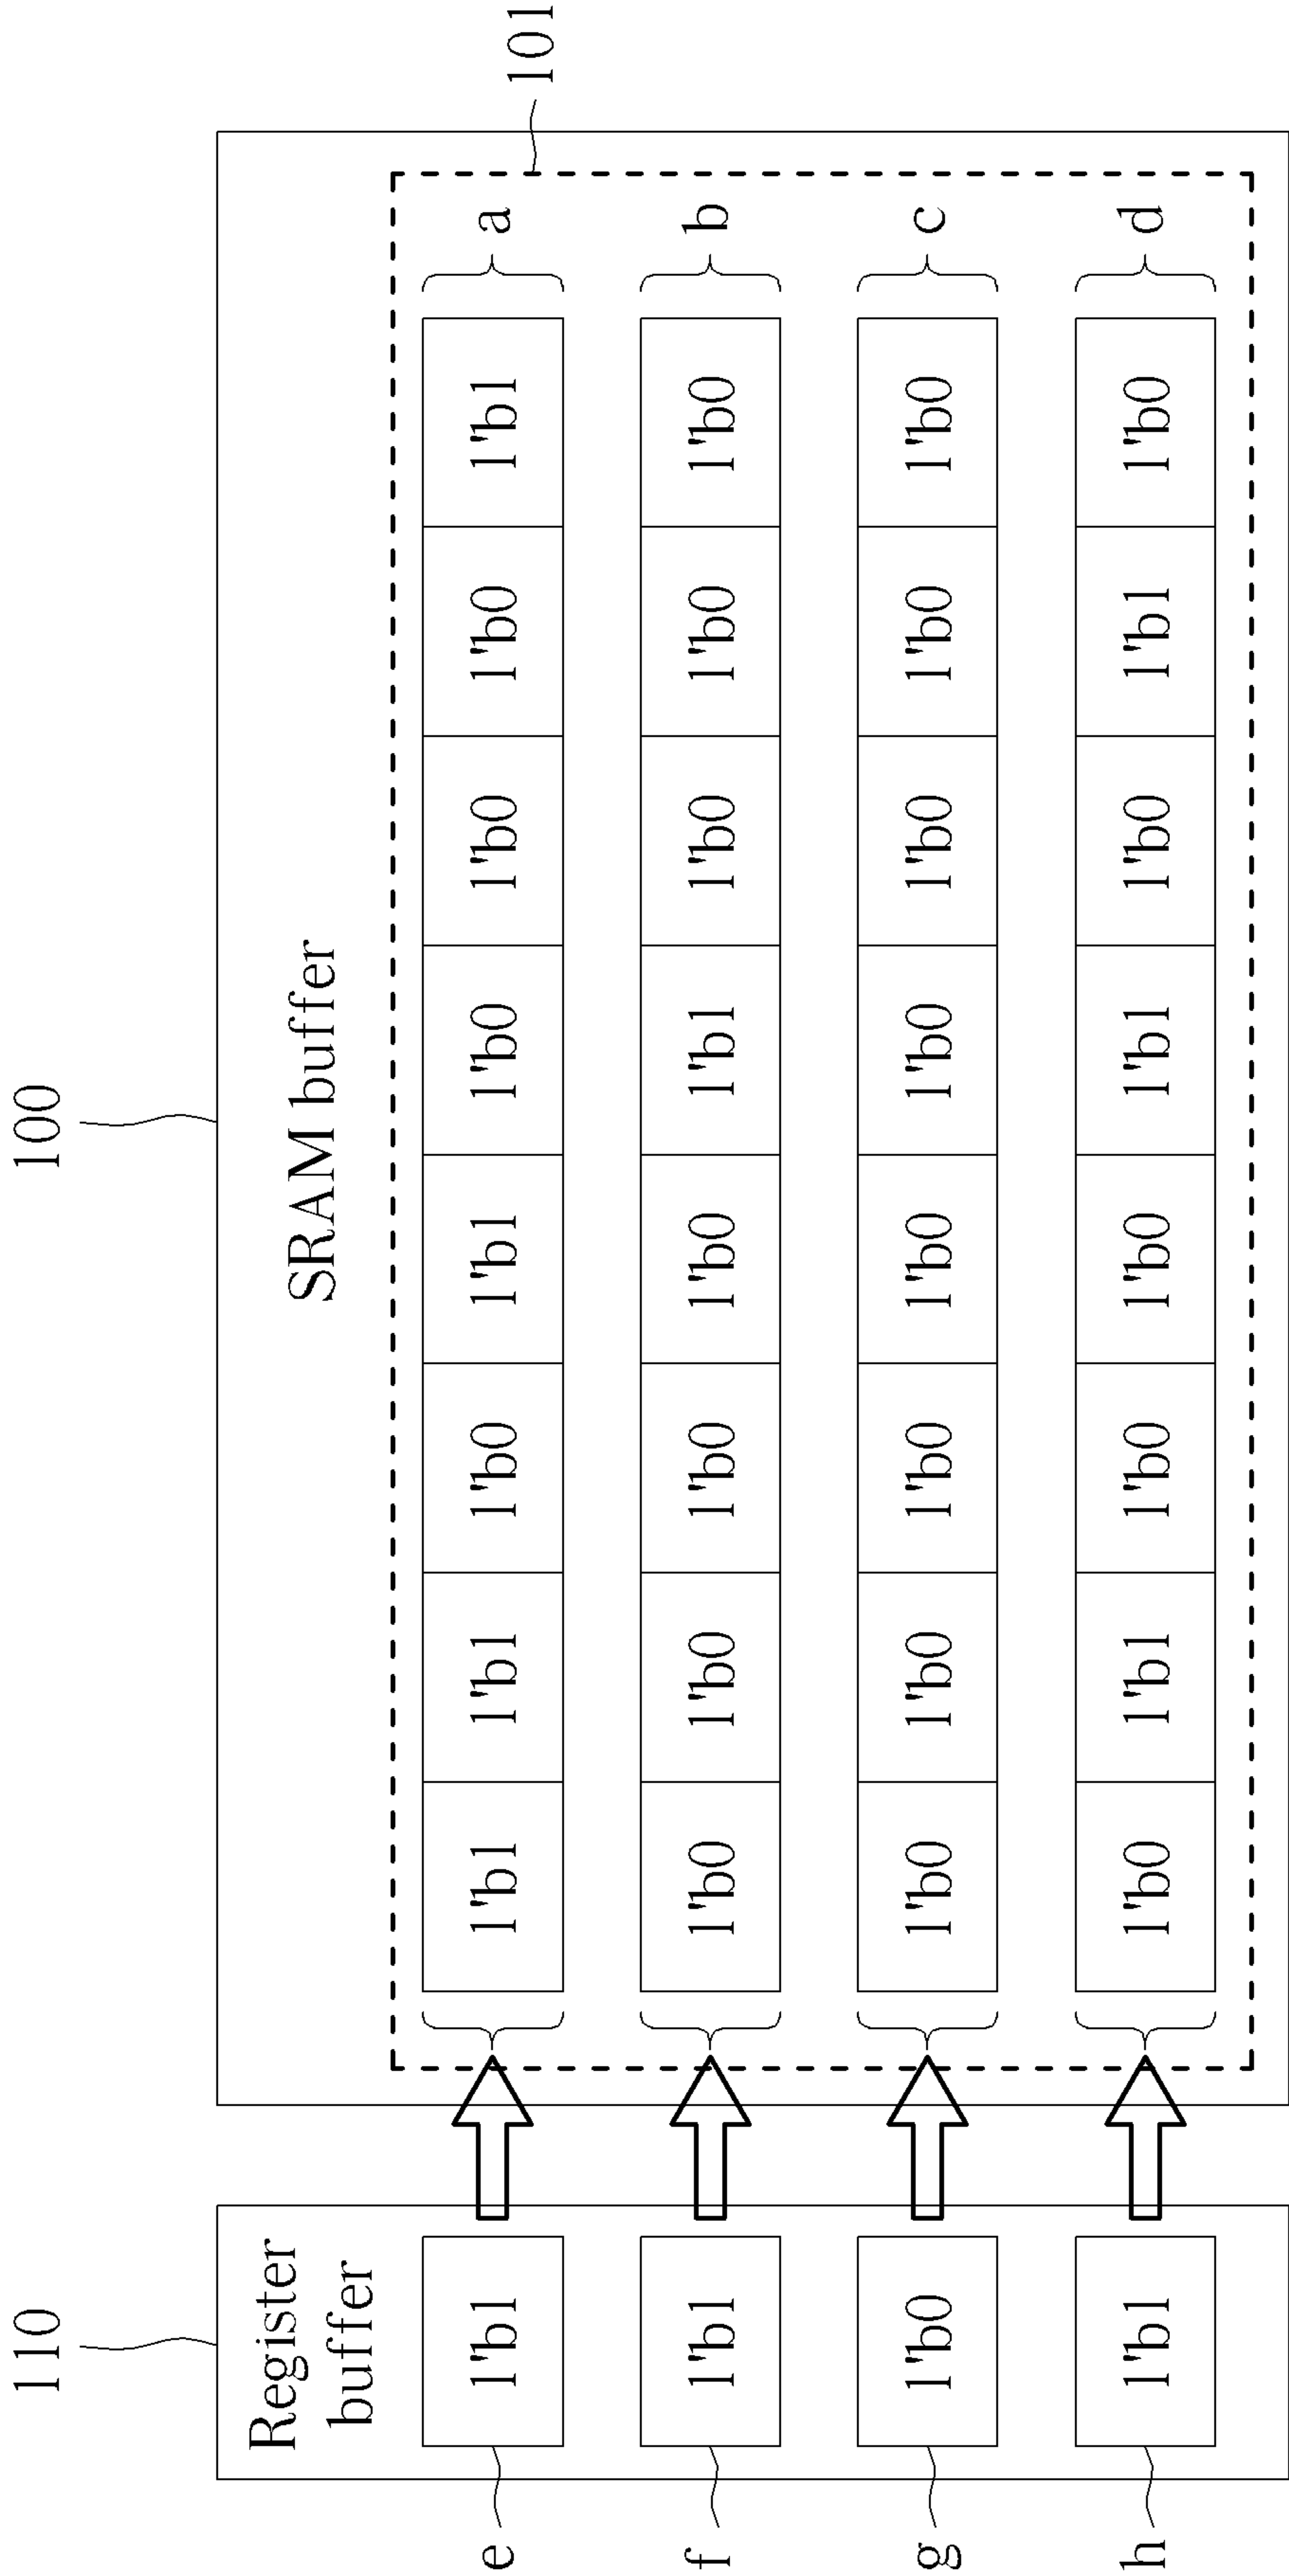 110
100
Register
buffer
SRAM buffer
e 1'b1 1'b1 1'b1 1'b0 1'b1 1'b0 1'b0 1'b0 1'b1 a
101
f 1'b1 1'b0 1'b0 1'b0 1'b0 1'b1 1'b0 1'b0 1'b0 b
g 1'b0 1'b0 1'b0 1'b0 1'b0 1'b0 1'b0 1'b0 1'b0 c
h 1'b1 1'b0 1'b1 1'b0 1'b0 1'b1 1'b0 1'b1 1'b0 d